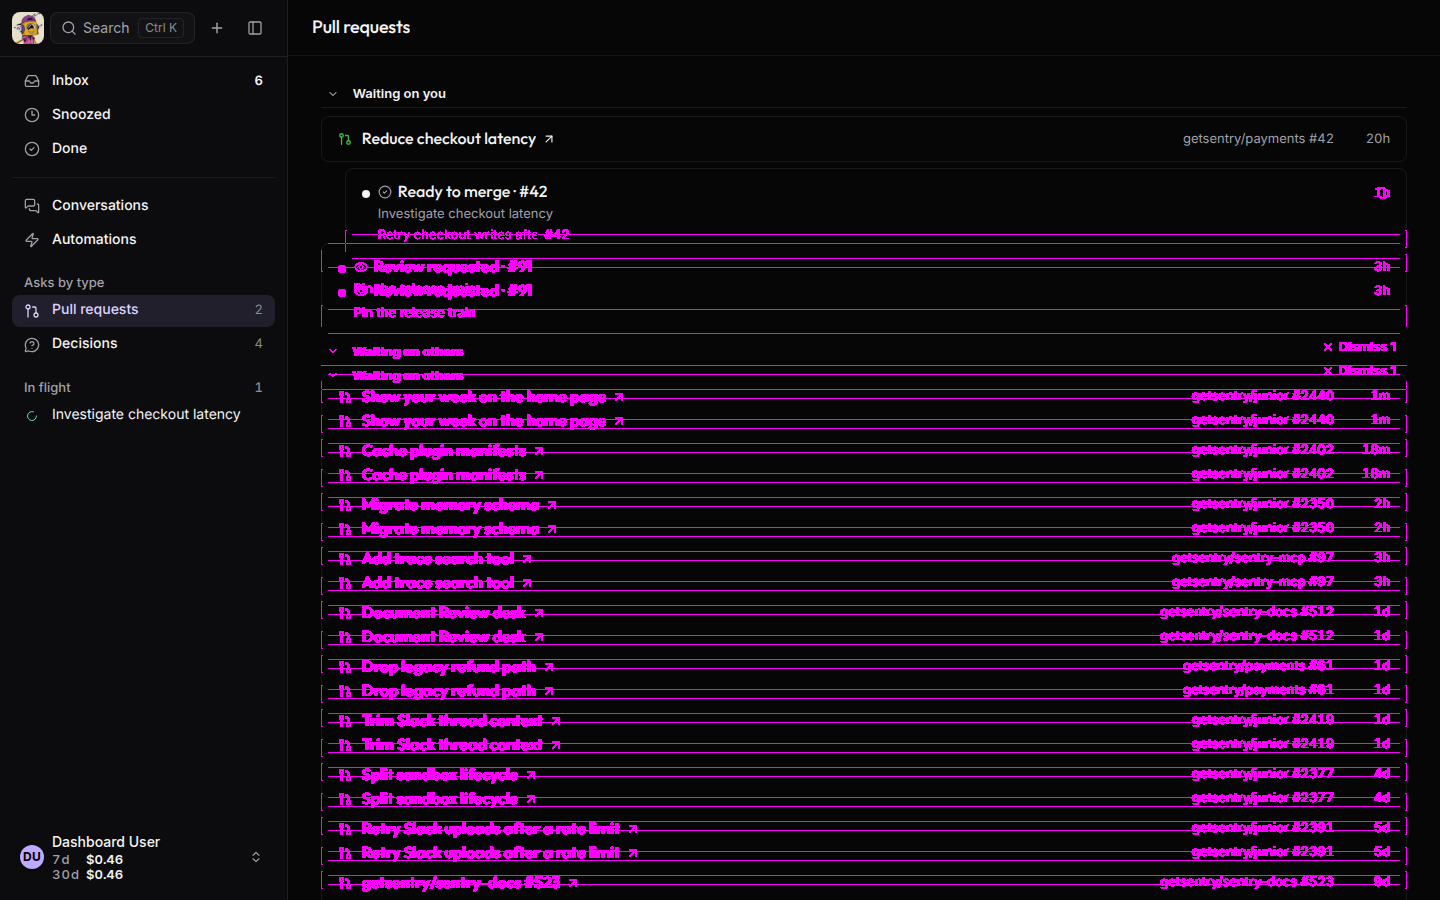 Search Ctrl K
Inbox 6
Snoozed
Done
Conversations
Automations
Asks by type
Pull requests 2
Decisions 4
In flight 1
Investigate checkout latency
DU Dashboard User
7d $0.46
30d $0.46
Pull requests
Waiting on you
Reduce checkout latency getsentry/payments #42 20h
Ready to merge · #42
Investigate checkout latency
Retry checkout writes #42
Review requested · #91 3h
Review requested · #91 3h
Pin the release train
Waiting on others Dismiss 1
Waiting on others Dismiss 1
Show your week on the home page getsentry/junior #2440 1m
Show your week on the home page getsentry/junior #2440 1m
Cache plugin manifests getsentry/junior #2402 18m
Cache plugin manifests getsentry/junior #2402 18m
Migrate memory schema getsentry/junior #2350 2h
Migrate memory schema getsentry/junior #2350 2h
Add trace search tool getsentry/sentry-mcp #97 3h
Add trace search tool getsentry/sentry-mcp #97 3h
Document Review desk getsentry/sentry-docs #512 1d
Document Review desk getsentry/sentry-docs #512 1d
Drop legacy refund path getsentry/payments #61 1d
Drop legacy refund path getsentry/payments #61 1d
Trim Slack thread context getsentry/junior #2419 1d
Trim Slack thread context getsentry/junior #2419 1d
Split sandbox lifecycle getsentry/junior #2377 4d
Split sandbox lifecycle getsentry/junior #2377 4d
Retry Slack uploads after a rate limit getsentry/junior #2391 5d
Retry Slack uploads after a rate limit getsentry/junior #2391 5d
getsentry/sentry-docs #523 getsentry/sentry-docs #523 9d